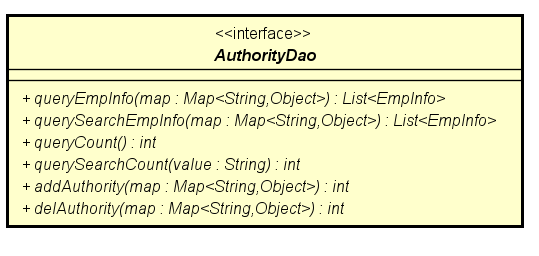 <<interface>>
AuthorityDao
+ queryEmpInfo(map : Map<String,Object>) : List<EmpInfo>
+ querySearchEmpInfo(map : Map<String,Object>) : List<EmpInfo>
+ queryCount() : int
+ querySearchCount(value : String) : int
+ addAuthority(map : Map<String,Object>) : int
+ delAuthority(map : Map<String,Object>) : int